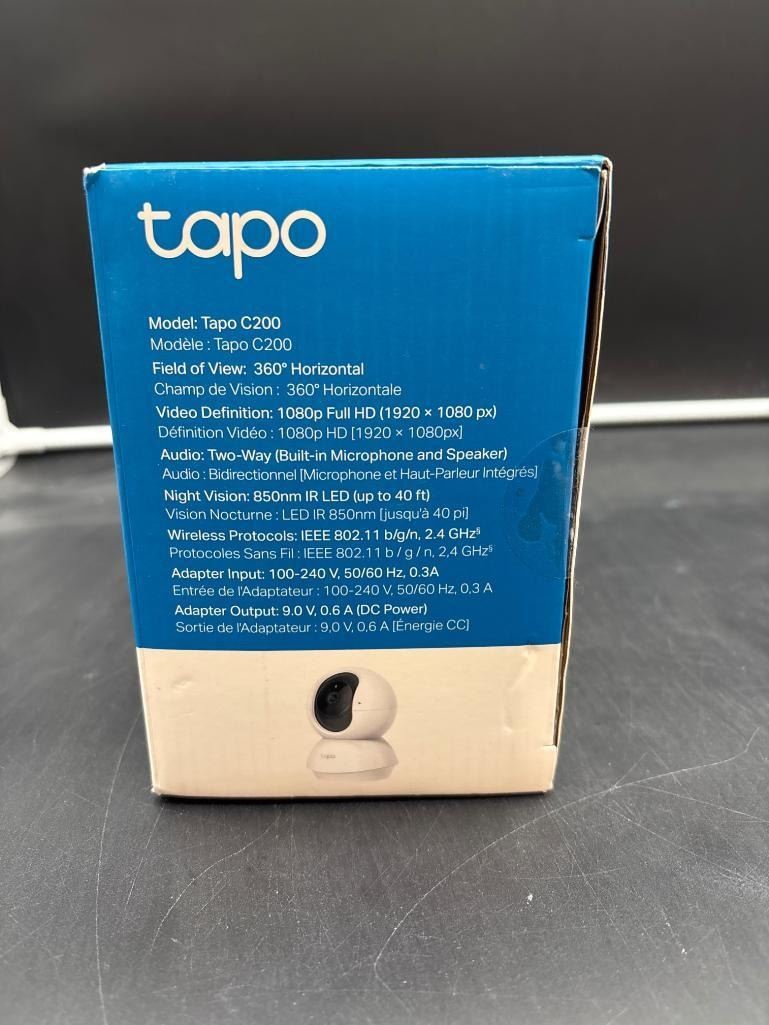 tapo
Model: Tapo C200
Modèle : Tapo C200
Field of View: 360° Horizontal
Champ de Vision : 360° Horizontale
Video Definition: 1080p Full HD (1920 × 1080 px)
Définition Vidéo : 1080p HD [1920 × 1080px]
Audio: Two-Way (Built-in Microphone and Speaker)
Audio : Bidirectionnel [Microphone et Haut-Parleur Intégrés]
Night Vision: 850nm IR LED (up to 40 ft)
Vision Nocturne : LED IR 850nm [jusqu'à 40 pi]
Wireless Protocols: IEEE 802.11 b/g/n, 2.4 GHz§
Protocoles Sans Fil : IEEE 802.11 b / g / n, 2,4 GHz§
Adapter Input: 100-240 V, 50/60 Hz, 0.3A
Entrée de l'Adaptateur : 100-240 V, 50/60 Hz, 0,3 A
Adapter Output: 9.0 V, 0.6 A (DC Power)
Sortie de l'Adaptateur : 9,0 V, 0,6 A [Énergie CC]
tapo